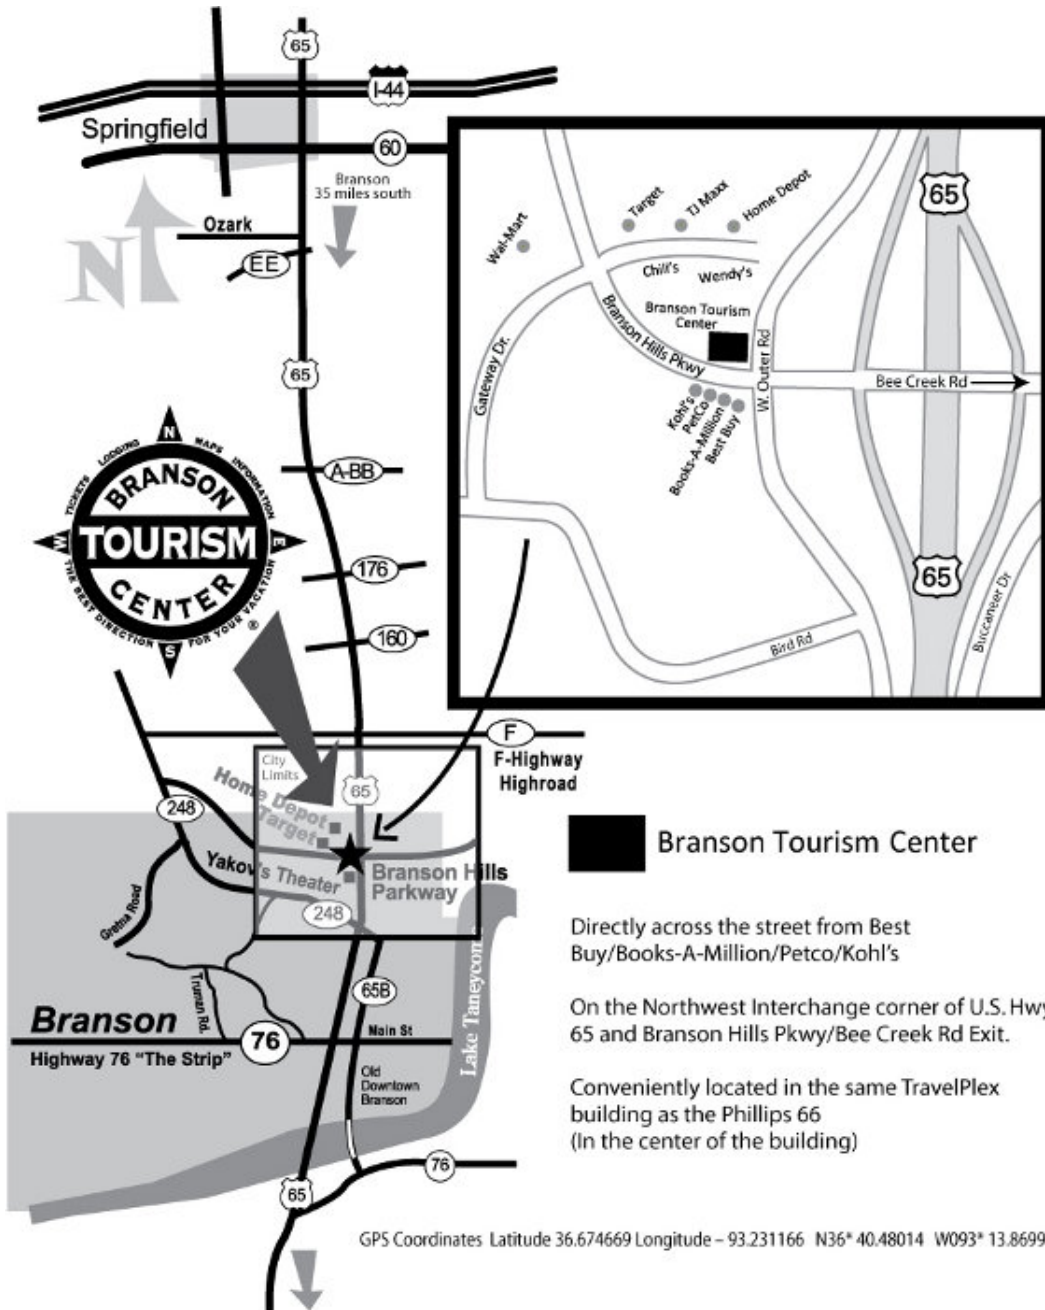 65
I-44
Springfield
60
Branson
35 miles south
N
Ozark
EE
65
A-BB
176
160
N
TICKETS LODGING MAPS INFORMATION
BRANSON
W TOURISM E
CENTER
THE BEST DIRECTION FOR YOUR VACATION
®
S
65
Target
TJ Maxx
Home Depot
Wal-Mart
Chili's
Wendy's
Branson Tourism
Center
Branson Hills Pkwy
Gateway Dr.
W. Outer Rd
Bee Creek Rd
Kohl's
PetCo
Books-A-Million
Best Buy
65
Buccaneer Dr
Bird Rd
F
F-Highway
Highroad
City
Limits
65
Home Depot
Target
248
Yakov's Theater
Branson Hills
Parkway
248
Gretna Road
Truman Rd.
65B
Lake Taneycomo
Branson
76
Main St
Highway 76 "The Strip"
Old
Downtown
Branson
76
65
Branson Tourism Center
Directly across the street from Best
Buy/Books-A-Million/Petco/Kohl's
On the Northwest Interchange corner of U.S. Hwy
65 and Branson Hills Pkwy/Bee Creek Rd Exit.
Conveniently located in the same TravelPlex
building as the Phillips 66
(In the center of the building)
GPS Coordinates Latitude 36.674669 Longitude – 93.231166 N36* 40.48014 W093* 13.8699